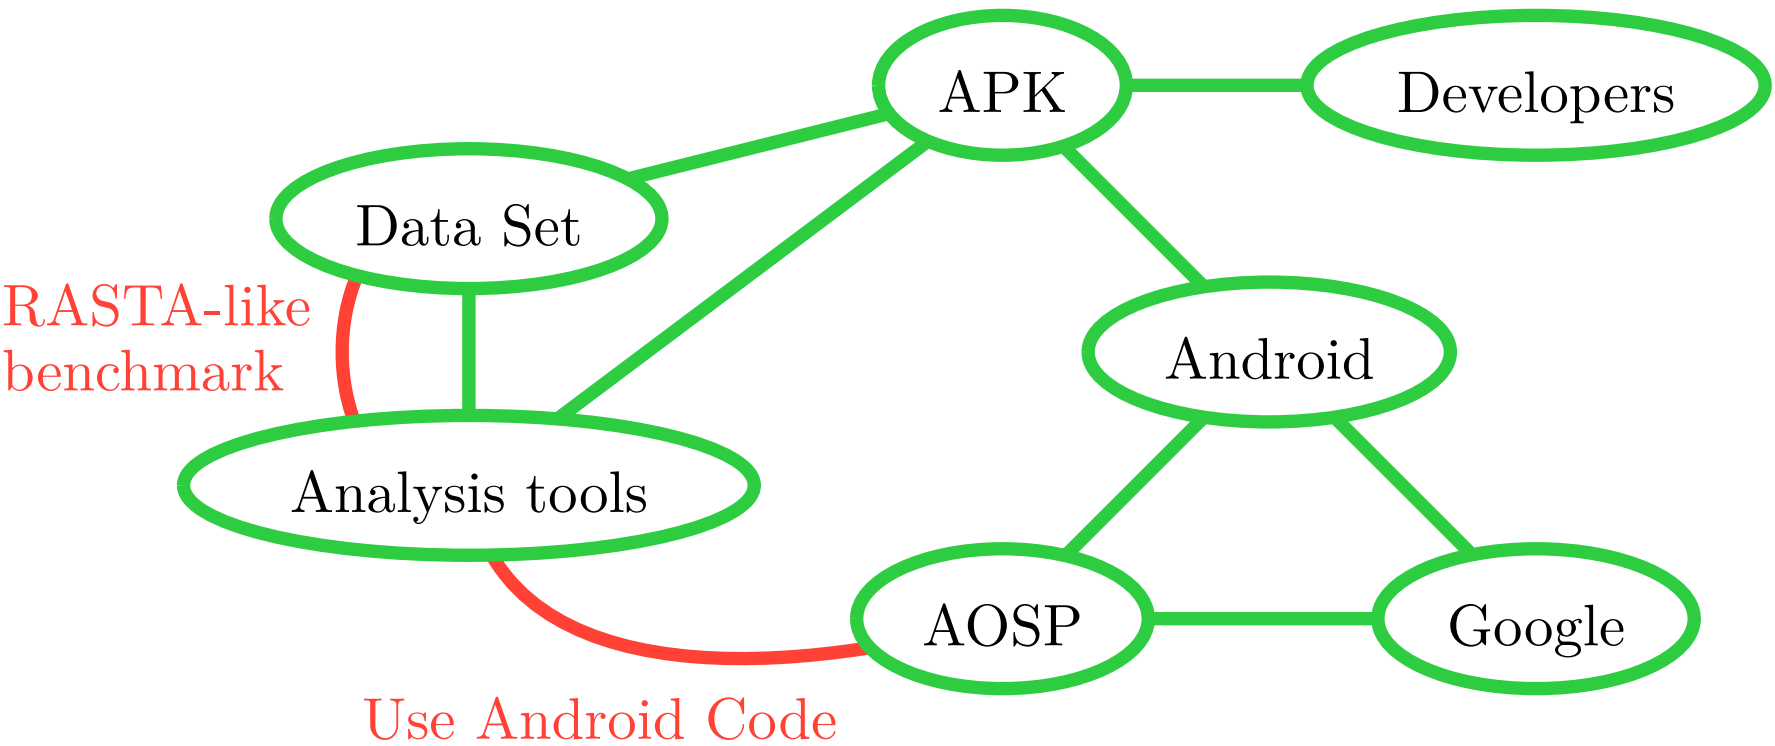 APK
Developers
Data Set
RASTA-like
benchmark
Android
Analysis tools
AOSP
Google
Use Android Code